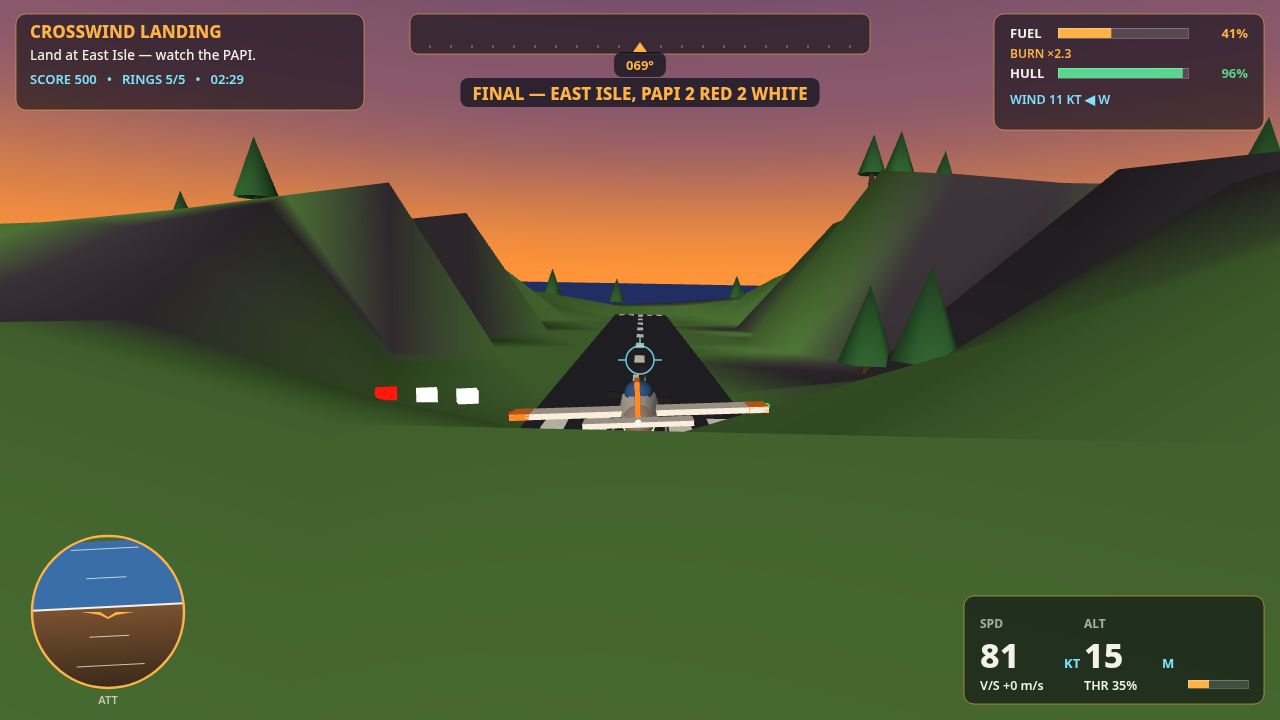 CROSSWIND LANDING
Land at East Isle — watch the PAPI.
SCORE 500 • RINGS 5/5 • 02:29
069°
FINAL — EAST ISLE, PAPI 2 RED 2 WHITE
FUEL 41%
BURN ×2.3
HULL 96%
WIND 11 KT ◀ W
ATT
SPD ALT
81 KT 15 M
V/S +0 m/s THR 35%